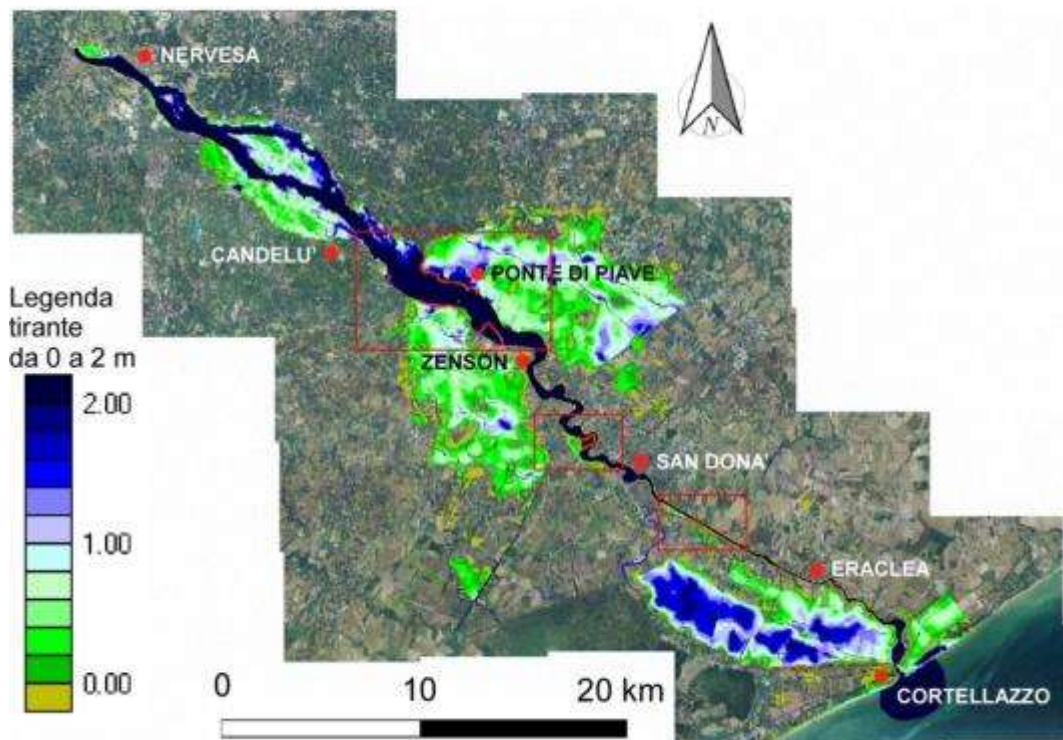 NERVESA
N
CANDELU'
PONTE DI PIAVE
Legenda
tirante
da 0 a 2 m
2.00
1.00
0.00
ZENSON
SAN DONA'
ERACLEA
CORTELLAZZO
0 10 20 km